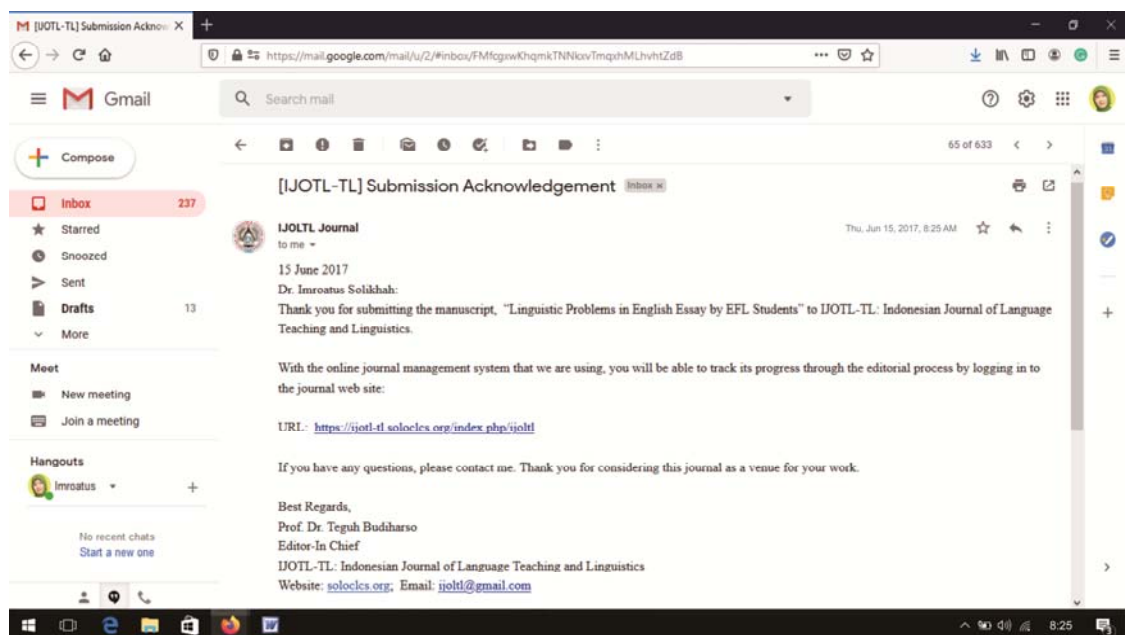 [IJOTL-TL] Submission Acknow
https://mail.google.com/mail/u/2/#inbox/FMfcgxwKhqmkTNNkxvTmqxhMLhvhtZdB
Gmail
Search mail
Compose
65 of 633
[IJOTL-TL] Submission Acknowledgement Inbox x
Inbox 237
Starred
Snoozed
Sent
Drafts 13
More
IJOLTL Journal
Thu, Jun 15, 2017, 8:25 AM
to me
15 June 2017
Dr. Imroatus Solikhah:
Thank you for submitting the manuscript, “Linguistic Problems in English Essay by EFL Students” to IJOTL-TL: Indonesian Journal of Language
Teaching and Linguistics.
With the online journal management system that we are using, you will be able to track its progress through the editorial process by logging in to
the journal web site:
URL: https://ijotl-tl.soloclcs.org/index.php/ijoltl
If you have any questions, please contact me. Thank you for considering this journal as a venue for your work.
Best Regards,
Prof. Dr. Teguh Budiharso
Editor-In Chief
IJOTL-TL: Indonesian Journal of Language Teaching and Linguistics
Website: soloclcs.org; Email: ijoltl@gmail.com
Meet
New meeting
Join a meeting
Hangouts
Imroatus
No recent chats
Start a new one
8:25